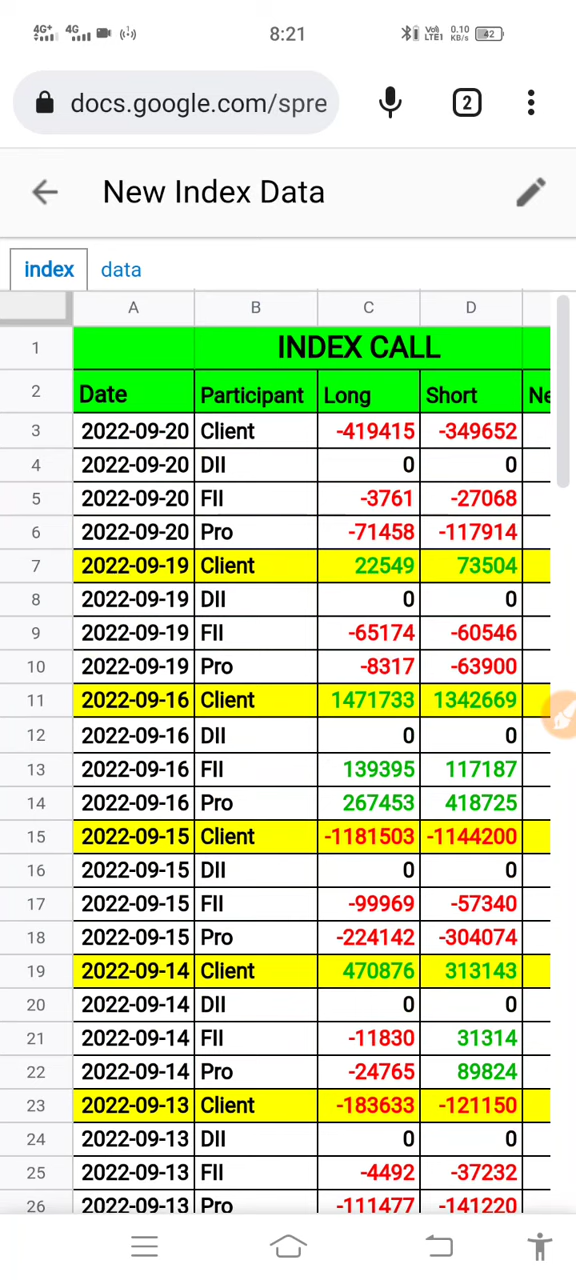 4G+ 4G 8:21 Vo) LTE1 0.10 KB/s 42
docs.google.com/spre 2
New Index Data
index data
A B C D
1 INDEX CALL
2 Date Participant Long Short Ne
3 2022-09-20 Client -419415 -349652
4 2022-09-20 DII 0 0
5 2022-09-20 FII -3761 -27068
6 2022-09-20 Pro -71458 -117914
7 2022-09-19 Client 22549 73504
8 2022-09-19 DII 0 0
9 2022-09-19 FII -65174 -60546
10 2022-09-19 Pro -8317 -63900
11 2022-09-16 Client 1471733 1342669
12 2022-09-16 DII 0 0
13 2022-09-16 FII 139395 117187
14 2022-09-16 Pro 267453 418725
15 2022-09-15 Client -1181503 -1144200
16 2022-09-15 DII 0 0
17 2022-09-15 FII -99969 -57340
18 2022-09-15 Pro -224142 -304074
19 2022-09-14 Client 470876 313143
20 2022-09-14 DII 0 0
21 2022-09-14 FII -11830 31314
22 2022-09-14 Pro -24765 89824
23 2022-09-13 Client -183633 -121150
24 2022-09-13 DII 0 0
25 2022-09-13 FII -4492 -37232
26 2022-09-13 Pro -111477 -141220